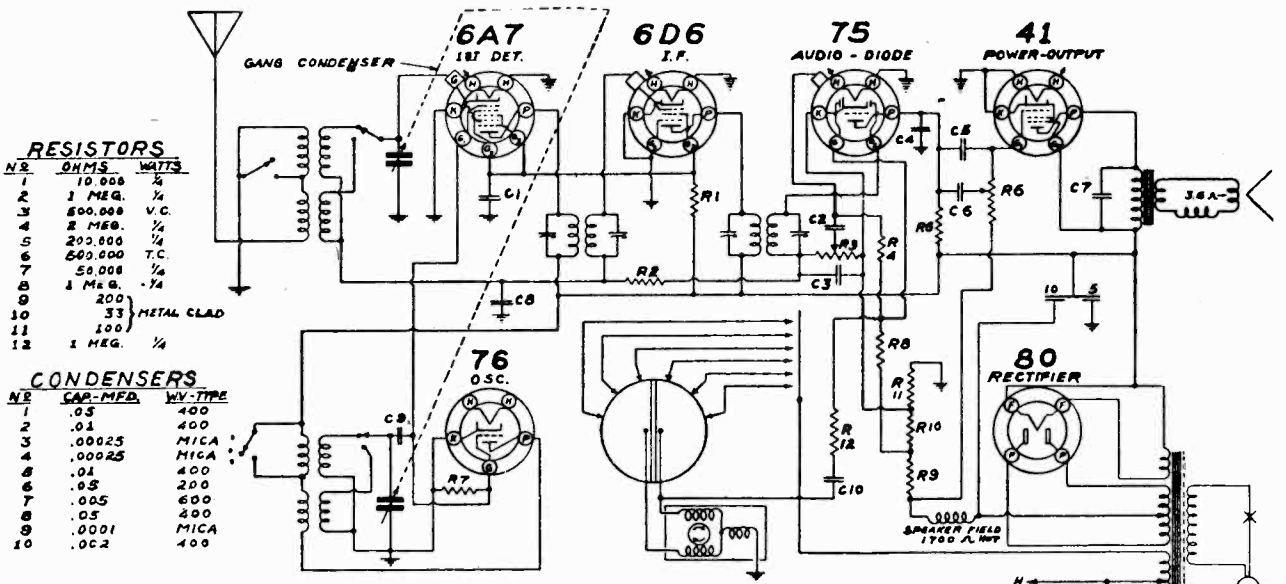 6A7
1ST DET.
6D6
I.F.
75
AUDIO - DIODE
41
POWER-OUTPUT
GANG CONDENSER
RESISTORS
Nº OHMS WATTS
1 10.000 ¼
2 1 MEG. ¼
3 500.000 V.C.
4 2 MEG. ¼
5 200.000 ¼
6 500.000 T.C.
7 50,000 ¼
8 1 MEG. ¼
9 200
10 33 METAL CLAD
11 100
12 1 MEG. ¼
CONDENSERS
Nº CAP.-MFD. W.V-TYPE
1 .05 400
2 .01 400
3 .00025 MICA
4 .00025 MICA
5 .01 400
6 .05 200
7 .005 600
8 .05 400
9 .0001 MICA
10 .002 400
G H H
K P
G G
H H
K P
G
H H
K P
H H
K P
G
C1
R1
C2
R3
C3
R4
C4
C5
C6
R5
R6
C7
3.6 Λ
R2
C8
10 5
76
OSC.
H H
K P
G
C9
R7
R8
R11
R10
R12
R9
C10
SPEAKER FIELD
1700 Λ HOT
80
RECTIFIER
F F
P P
H